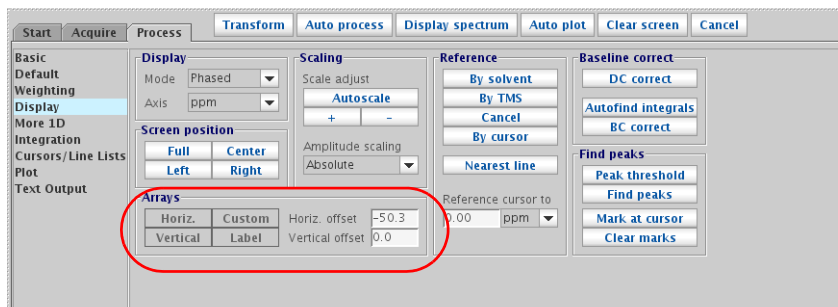 Start Acquire Process Transform Auto process Display spectrum Auto plot Clear screen Cancel
Basic
Default
Weighting
Display
More 1D
Integration
Cursors/Line Lists
Plot
Text Output
Display
Mode Phased
Axis ppm
Screen position
Full Center
Left Right
Scaling
Scale adjust
Autoscale
+ -
Amplitude scaling
Absolute
Reference
By solvent
By TMS
Cancel
By cursor
Nearest line
Reference cursor to
0.00 ppm
Baseline correct
DC correct
Autofind integrals
BC correct
Find peaks
Peak threshold
Find peaks
Mark at cursor
Clear marks
Arrays
Horiz. Custom Horiz. offset -50.3
Vertical Label Vertical offset 0.0